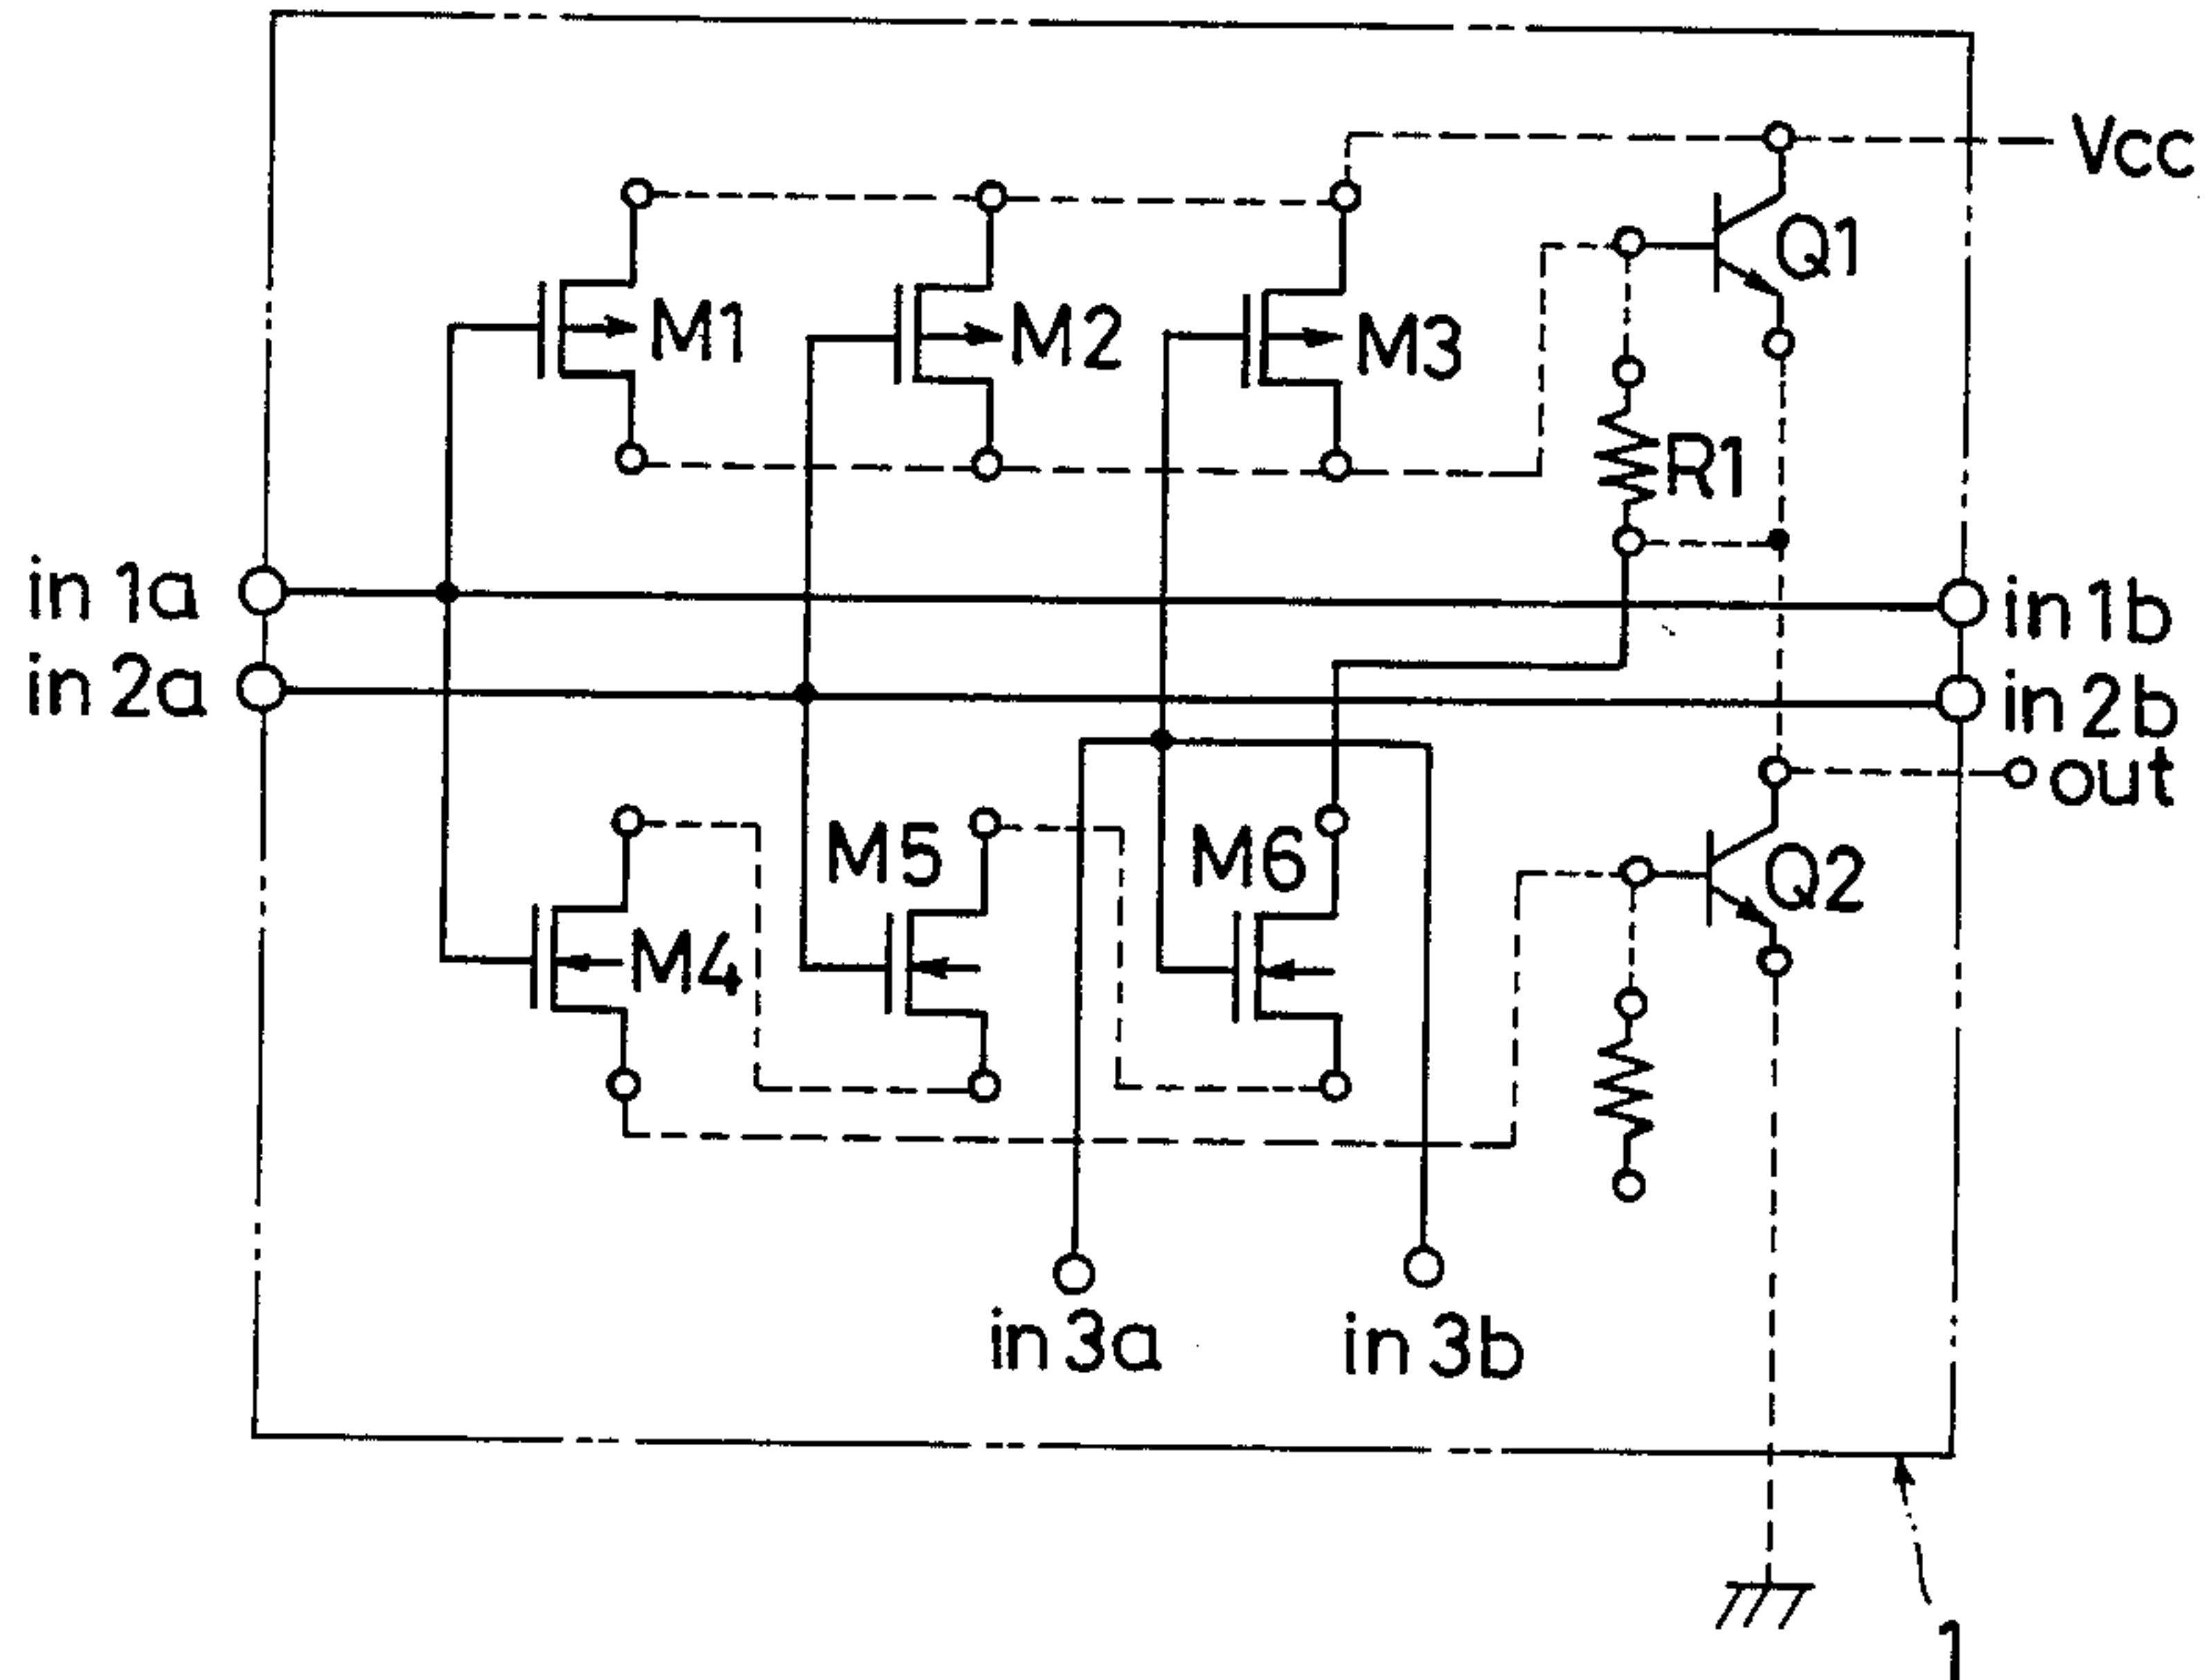 Vcc
Q1
M1
M2
M3
R1
in 1a
in 1b
in 2a
in 2b
out
M5
M6
Q2
M4
in 3a
in 3b
1